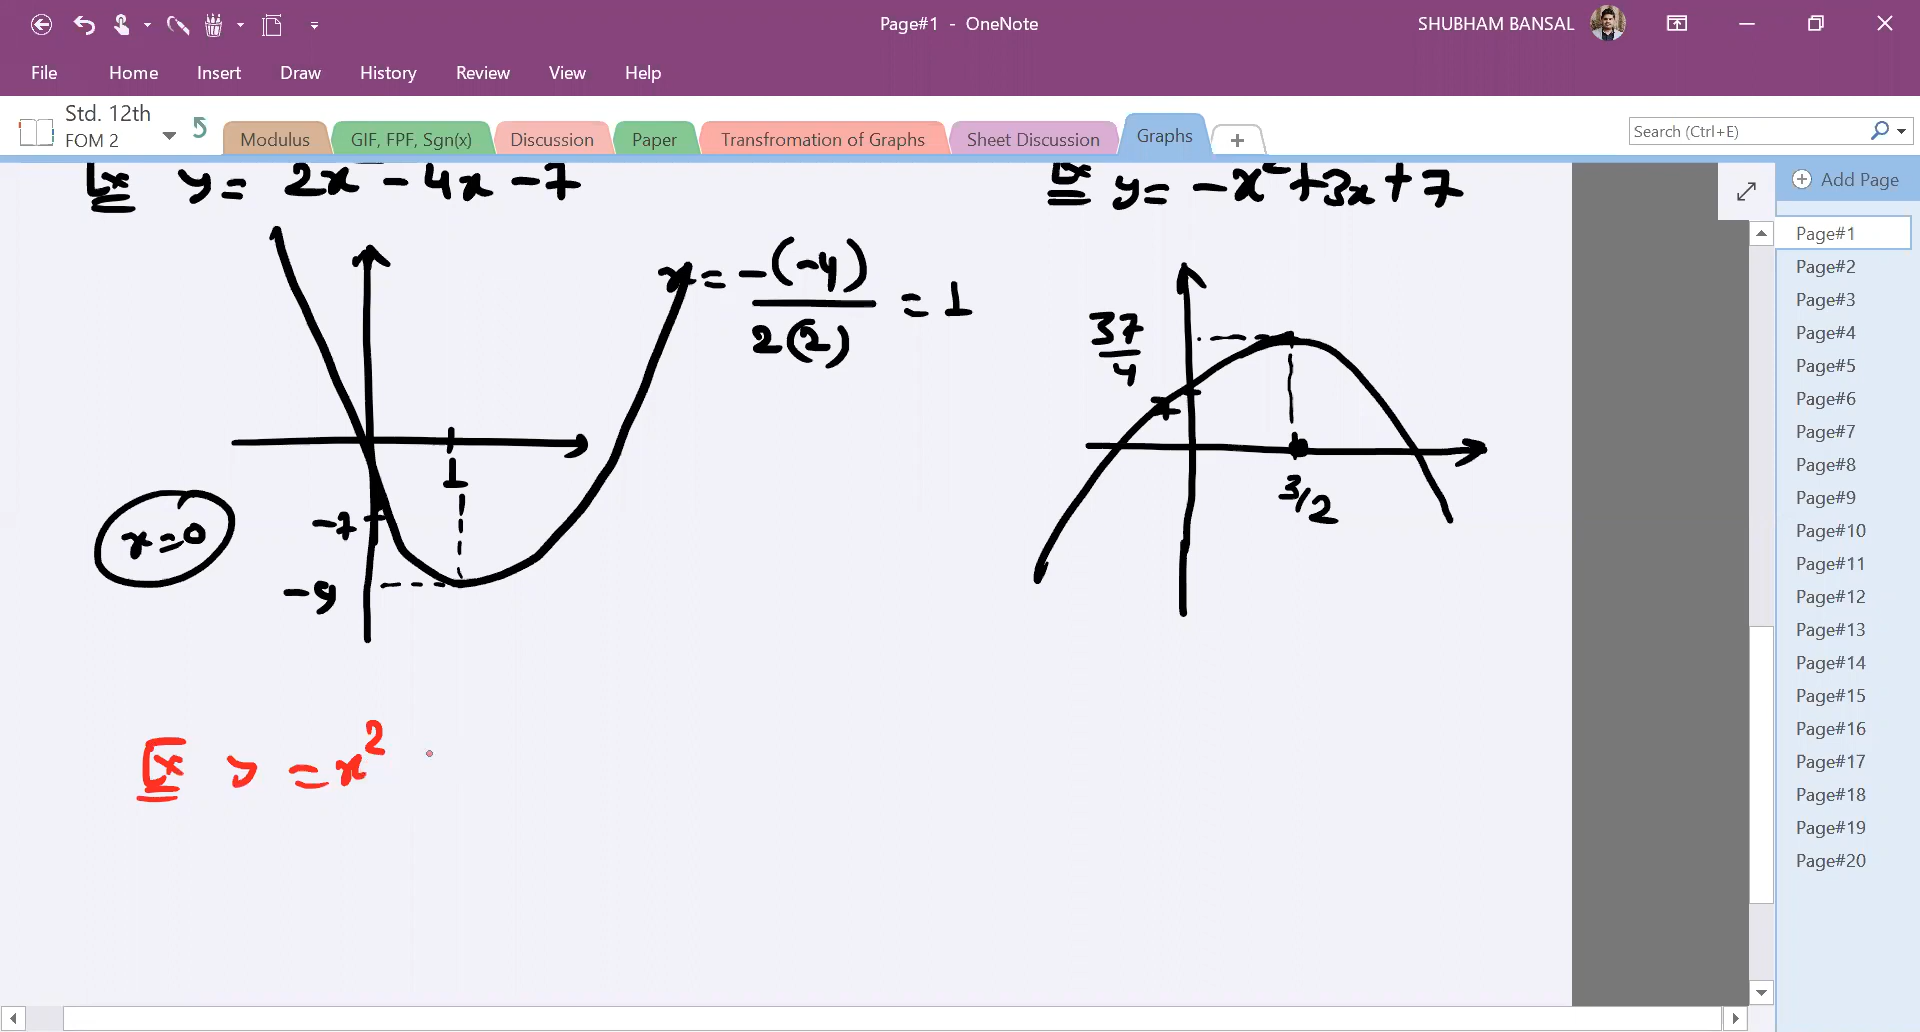 Page#1 - OneNote
SHUBHAM BANSAL
File Home Insert Draw History Review View Help
Std. 12th
FOM 2
Modulus GIF, FPF, Sgn(x) Discussion Paper Transfromation of Graphs Sheet Discussion Graphs
Search (Ctrl+E)
Add Page
Page#1
Page#2
Page#3
Page#4
Page#5
Page#6
Page#7
Page#8
Page#9
Page#10
Page#11
Page#12
Page#13
Page#14
Page#15
Page#16
Page#17
Page#18
Page#19
Page#20
Ex y = 2x - 4x - 7
x = -(-4)
2(2)
= 1
1
x=0
-7
-9
Ex y = -x²+3x+7
37
4
7
3/2
Ex y = x²